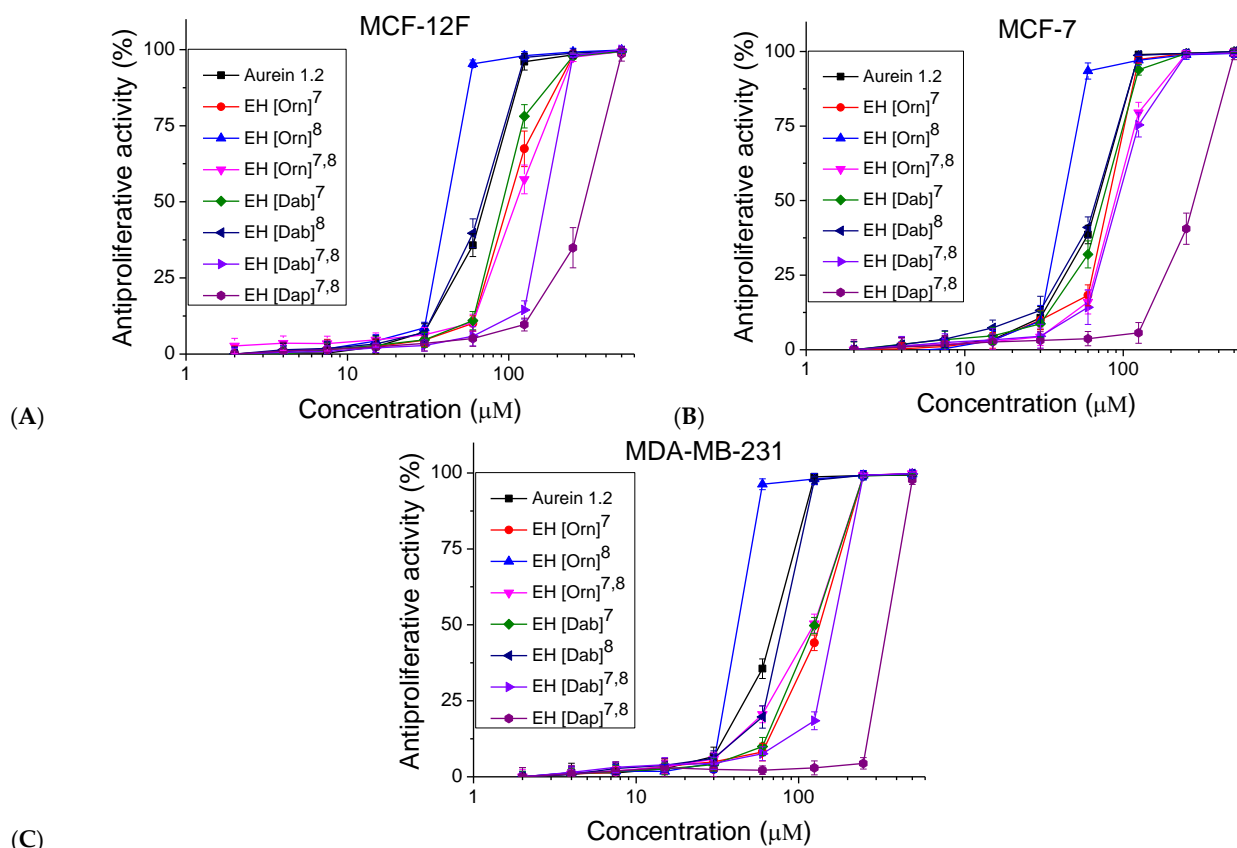 MCF-12F
Antiproliferative activity (%)
100
75
50
25
0
Aurein 1.2
EH [Orn]⁷
EH [Orn]⁸
EH [Orn]⁷,⁸
EH [Dab]⁷
EH [Dab]⁸
EH [Dab]⁷,⁸
EH [Dap]⁷,⁸
1 10 100
Concentration (μM)
(A)
MCF-7
Antiproliferative activity (%)
100
75
50
25
0
Aurein 1.2
EH [Orn]⁷
EH [Orn]⁸
EH [Orn]⁷,⁸
EH [Dab]⁷
EH [Dab]⁸
EH [Dab]⁷,⁸
EH [Dap]⁷,⁸
1 10 100
Concentration (μM)
(B)
MDA-MB-231
Antiproliferative activity (%)
100
75
50
25
0
Aurein 1.2
EH [Orn]⁷
EH [Orn]⁸
EH [Orn]⁷,⁸
EH [Dab]⁷
EH [Dab]⁸
EH [Dab]⁷,⁸
EH [Dap]⁷,⁸
1 10 100
Concentration (μM)
(C)